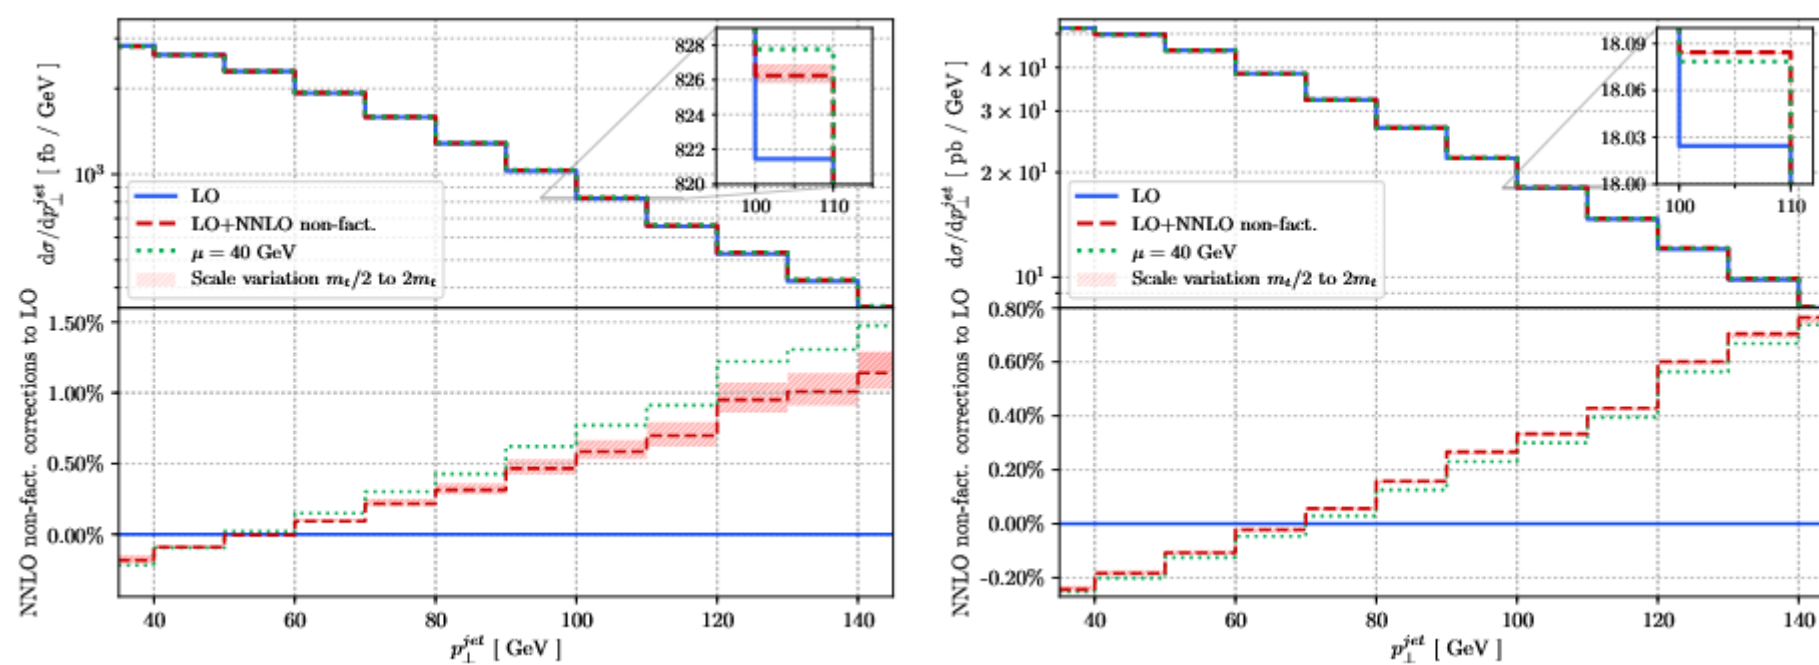 dσ/dp⊥^jet [ fb / GeV ]
10³
828
826
824
822
820
100 110
LO
LO+NNLO non-fact.
μ = 40 GeV
Scale variation mₜ/2 to 2mₜ
NNLO non-fact. corrections to LO
1.50%
1.00%
0.50%
0.00%
40 60 80 100 120 140
p⊥^jet [ GeV ]
dσ/dp⊥^jet [ pb / GeV ]
4 × 10¹
3 × 10¹
2 × 10¹
10¹
18.09
18.06
18.03
18.00
100 110
LO
LO+NNLO non-fact.
μ = 40 GeV
Scale variation mₜ/2 to 2mₜ
NNLO non-fact. corrections to LO
0.80%
0.60%
0.40%
0.20%
0.00%
-0.20%
40 60 80 100 120 140
p⊥^jet [ GeV ]